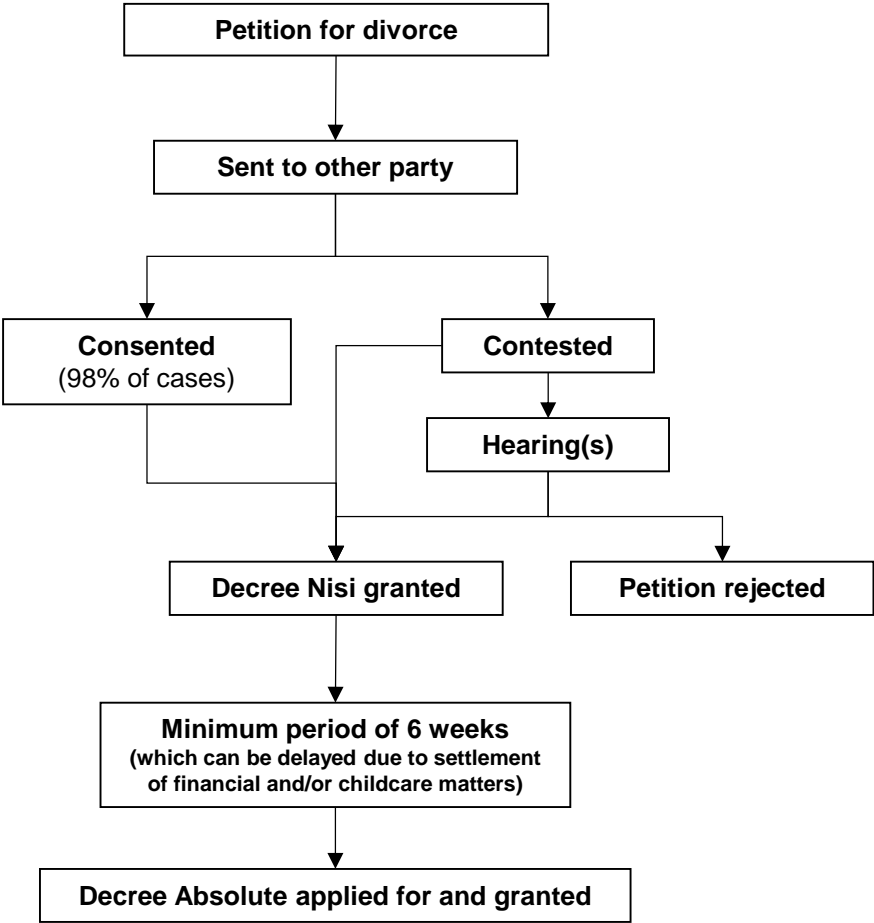 Petition for divorce
Sent to other party
Consented
(98% of cases)
Contested
Hearing(s)
Decree Nisi granted
Petition rejected
Minimum period of 6 weeks
(which can be delayed due to settlement
of financial and/or childcare matters)
Decree Absolute applied for and granted